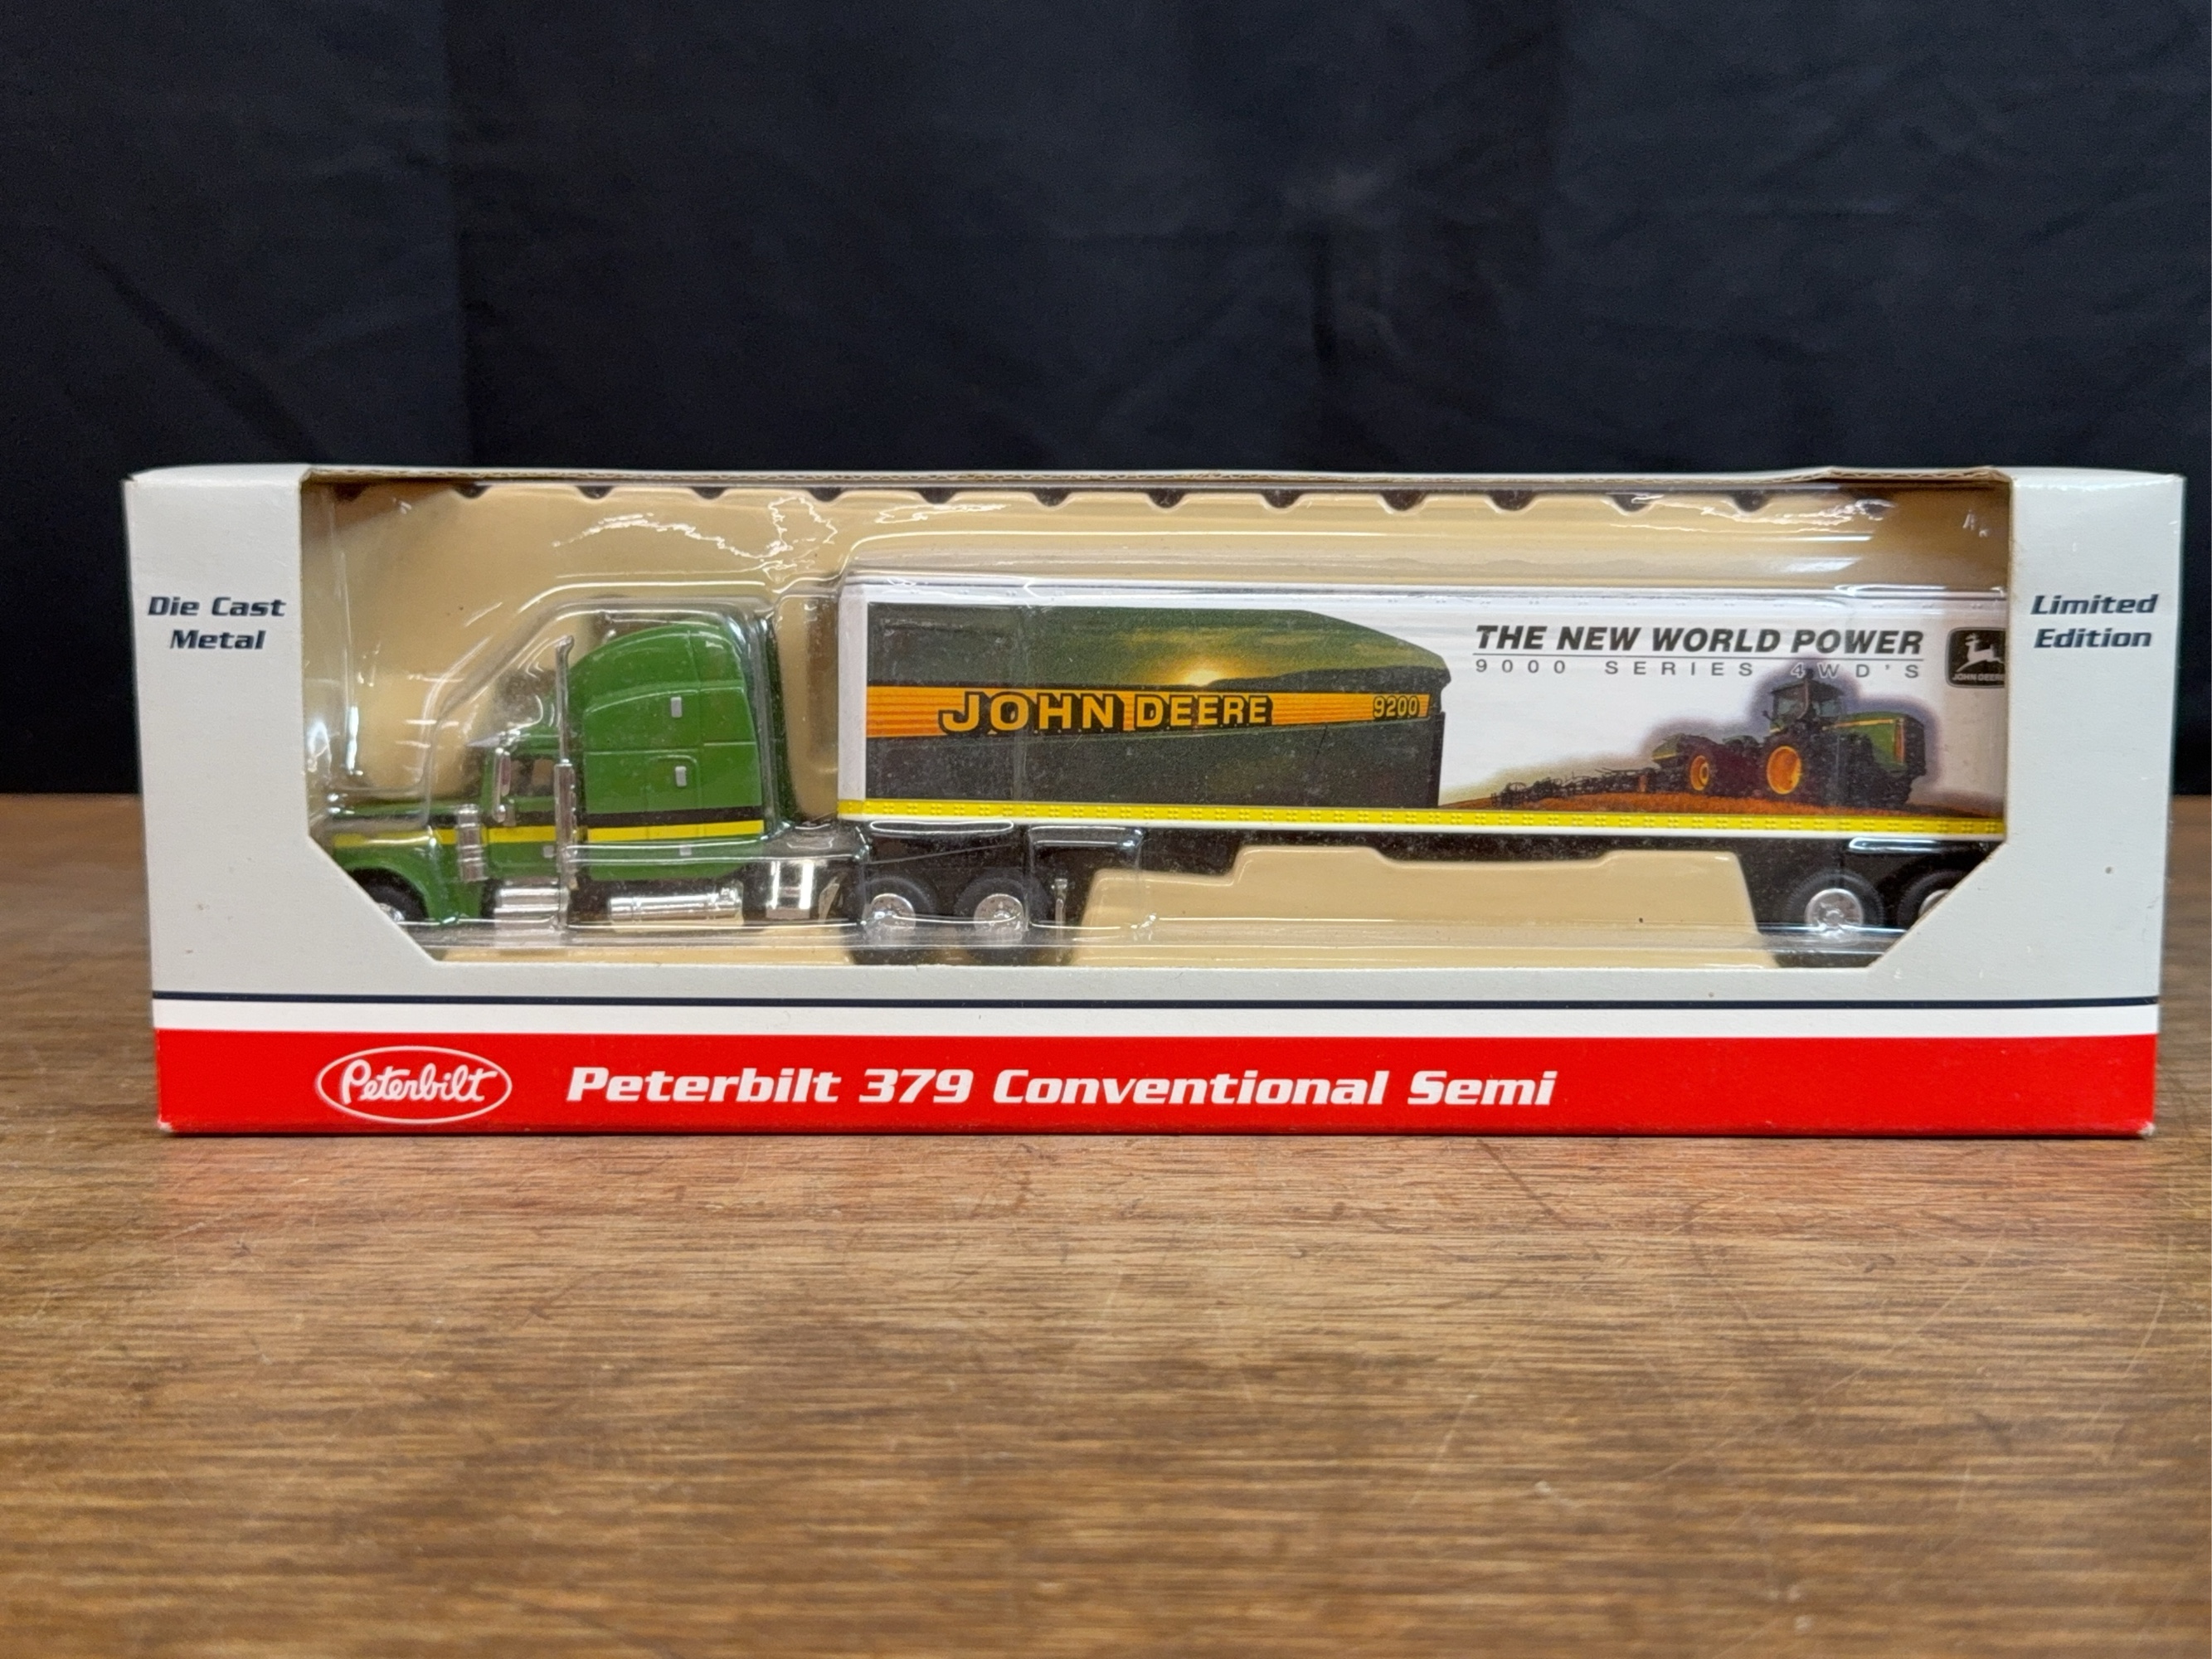 Die Cast
Metal
JOHN DEERE 9200
THE NEW WORLD POWER
9000 SERIES 4WD'S
JOHN DEERE
Limited
Edition
Peterbilt
Peterbilt 379 Conventional Semi